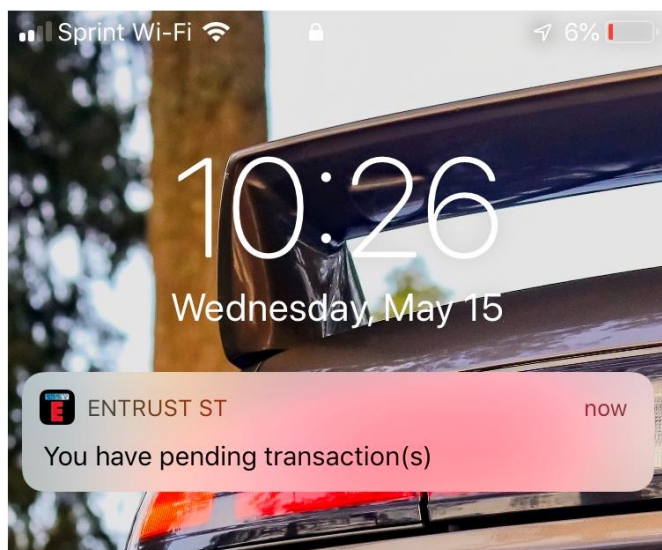 Sprint Wi-Fi 6%
10:26
Wednesday, May 15
ENTRUST ST now
You have pending transaction(s)